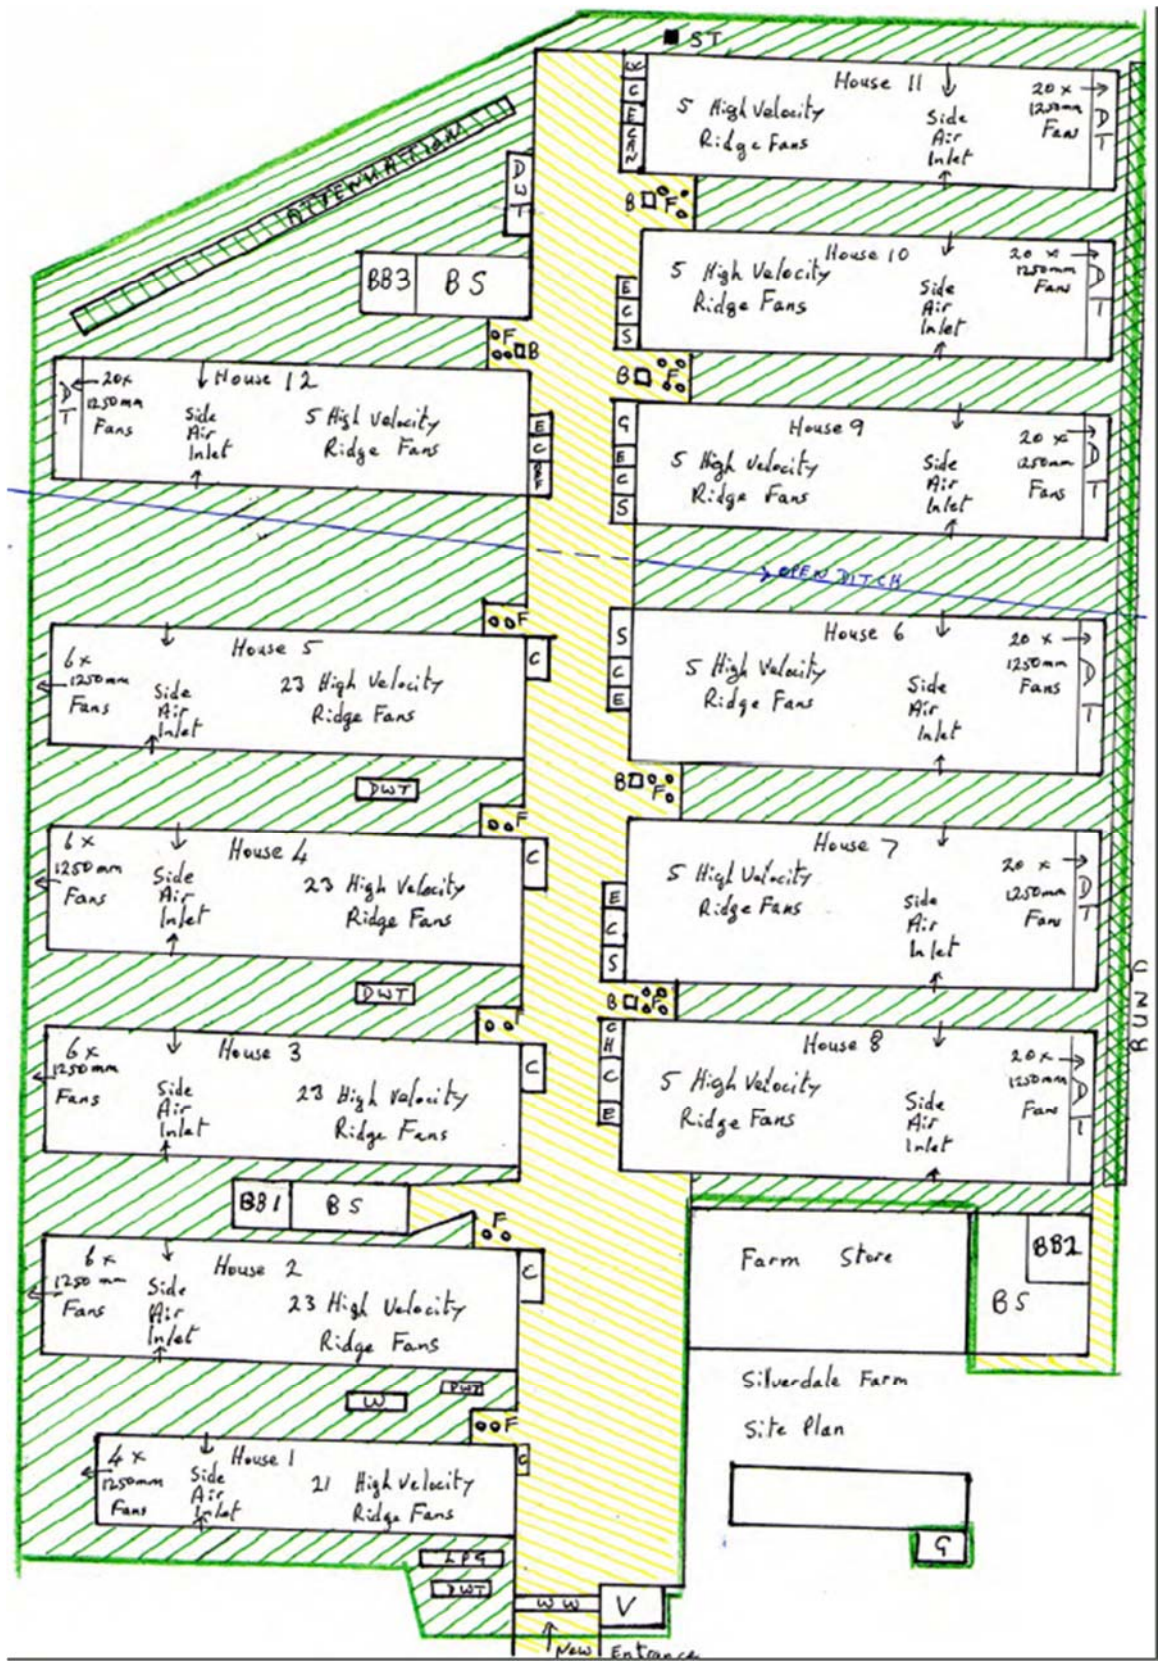 ST
House 11
5 High Velocity
Ridge Fans
Side
Air
Inlet
20 x
1250mm
Fans
D
T
C
E
ATTENUATION
DWT
B F
BB3 BS
House 10
5 High Velocity
Ridge Fans
Side
Air
Inlet
20 x
1250mm
Fans
D
T
E
C
S
F
B
B F
House 12
20x
1250mm
Fans
D
T
Side
Air
Inlet
5 High Velocity
Ridge Fans
E
C
House 9
5 High Velocity
Ridge Fans
Side
Air
Inlet
20 x
1250mm
Fans
D
T
G
E
C
S
OPEN DITCH
F
House 5
6 x
1250mm
Fans
Side
Air
Inlet
23 High Velocity
Ridge Fans
C
House 6
5 High Velocity
Ridge Fans
Side
Air
Inlet
20 x
1250mm
Fans
D
T
S
C
E
DWT
B F
F
House 4
6 x
1250mm
Fans
Side
Air
Inlet
23 High Velocity
Ridge Fans
C
House 7
5 High Velocity
Ridge Fans
Side
Air
Inlet
20 x
1250mm
Fans
D
T
E
C
S
DWT
B F
BUND
House 3
6 x
1250mm
Fans
Side
Air
Inlet
23 High Velocity
Ridge Fans
C
House 8
5 High Velocity
Ridge Fans
Side
Air
Inlet
20 x
1250mm
Fans
D
T
C
H
C
E
BB1 BS
F
House 2
6 x
1250mm
Fans
Side
Air
Inlet
23 High Velocity
Ridge Fans
C
Farm Store
BB2
BS
DWT
W
F
Silverdale Farm
Site Plan
House 1
4 x
1250mm
Fans
Side
Air
Inlet
21 High Velocity
Ridge Fans
C
G
LPG
DWT
WW
V
New Entrance